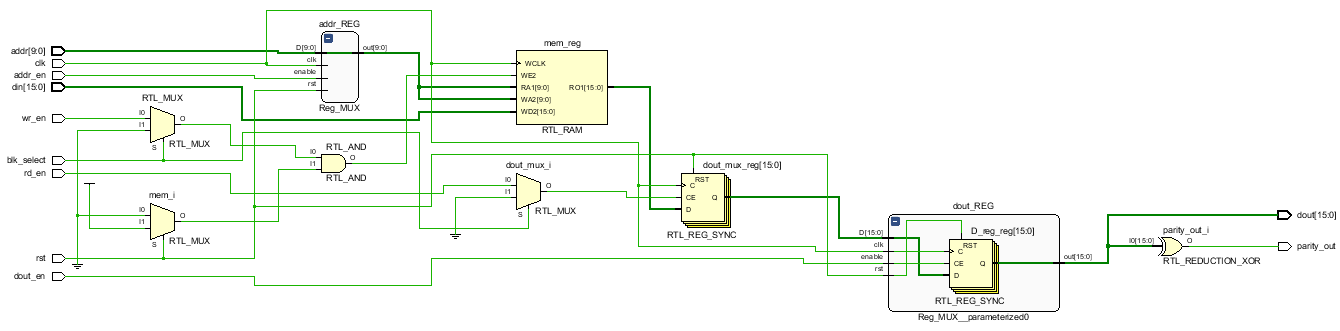 addr[9:0]
clk
addr_en
din[15:0]
wr_en
blk_select
rd_en
rst
dout_en
addr_REG
D[9:0]
clk
enable
rst
out[9:0]
Reg_MUX
RTL_MUX
I0
I1
S
O
RTL_MUX
mem_i
I0
I1
S
O
RTL_MUX
RTL_AND
I0
I1
O
RTL_AND
mem_reg
WCLK
WE2
RA1[9:0]
WA2[9:0]
WD2[15:0]
RO1[15:0]
RTL_RAM
dout_mux_i
I0
I1
S
O
RTL_MUX
dout_mux_reg[15:0]
RST
C
CE
D
Q
RTL_REG_SYNC
dout_REG
D[15:0]
clk
enable
rst
D_reg_reg[15:0]
RST
C
CE
D
Q
RTL_REG_SYNC
out[15:0]
Reg_MUX__parameterized0
parity_out_i
I0[15:0]
O
RTL_REDUCTION_XOR
dout[15:0]
parity_out